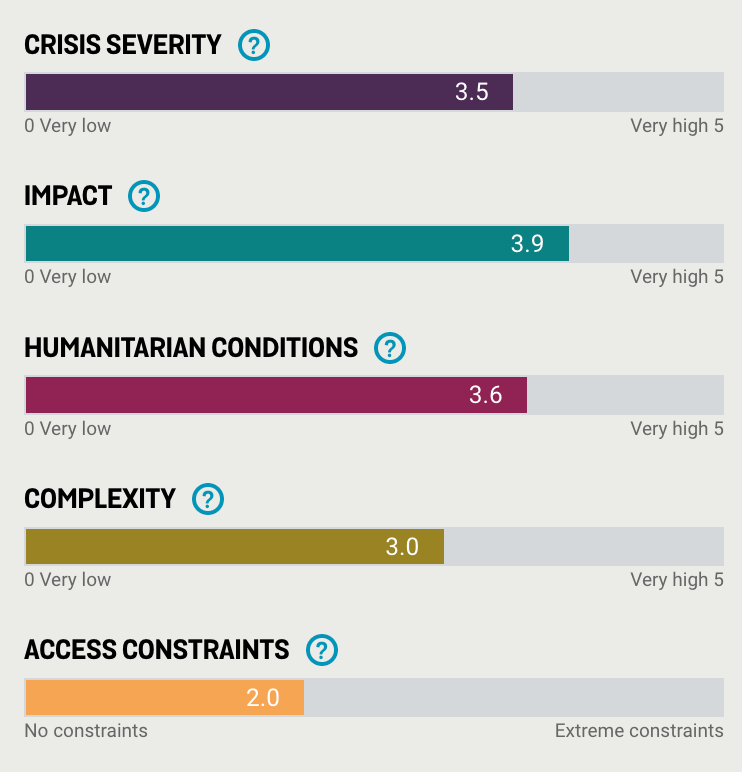 CRISIS SEVERITY ?
3.5
0 Very low Very high 5
IMPACT ?
3.9
0 Very low Very high 5
HUMANITARIAN CONDITIONS ?
3.6
0 Very low Very high 5
COMPLEXITY ?
3.0
0 Very low Very high 5
ACCESS CONSTRAINTS ?
2.0
No constraints Extreme constraints